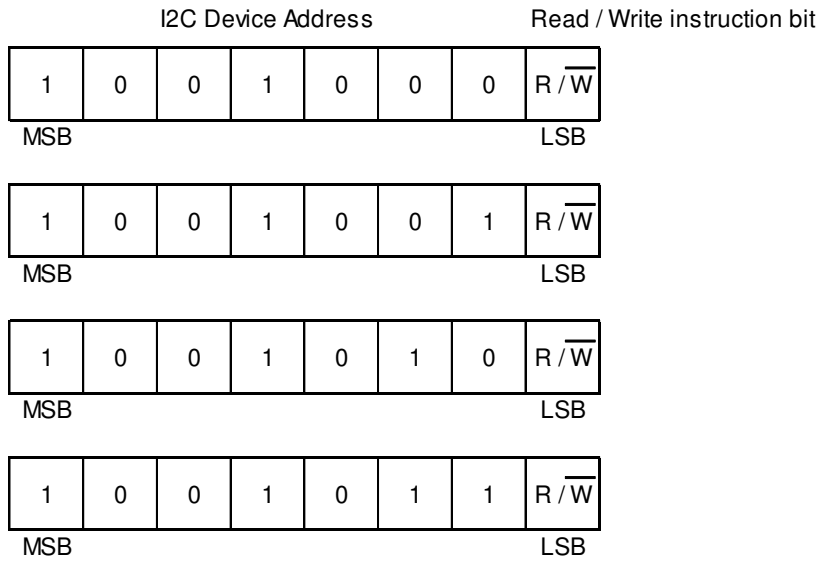 I2C Device Address Read / Write instruction bit
1 0 0 1 0 0 0 R / W̅
MSB LSB
1 0 0 1 0 0 1 R / W̅
MSB LSB
1 0 0 1 0 1 0 R / W̅
MSB LSB
1 0 0 1 0 1 1 R / W̅
MSB LSB